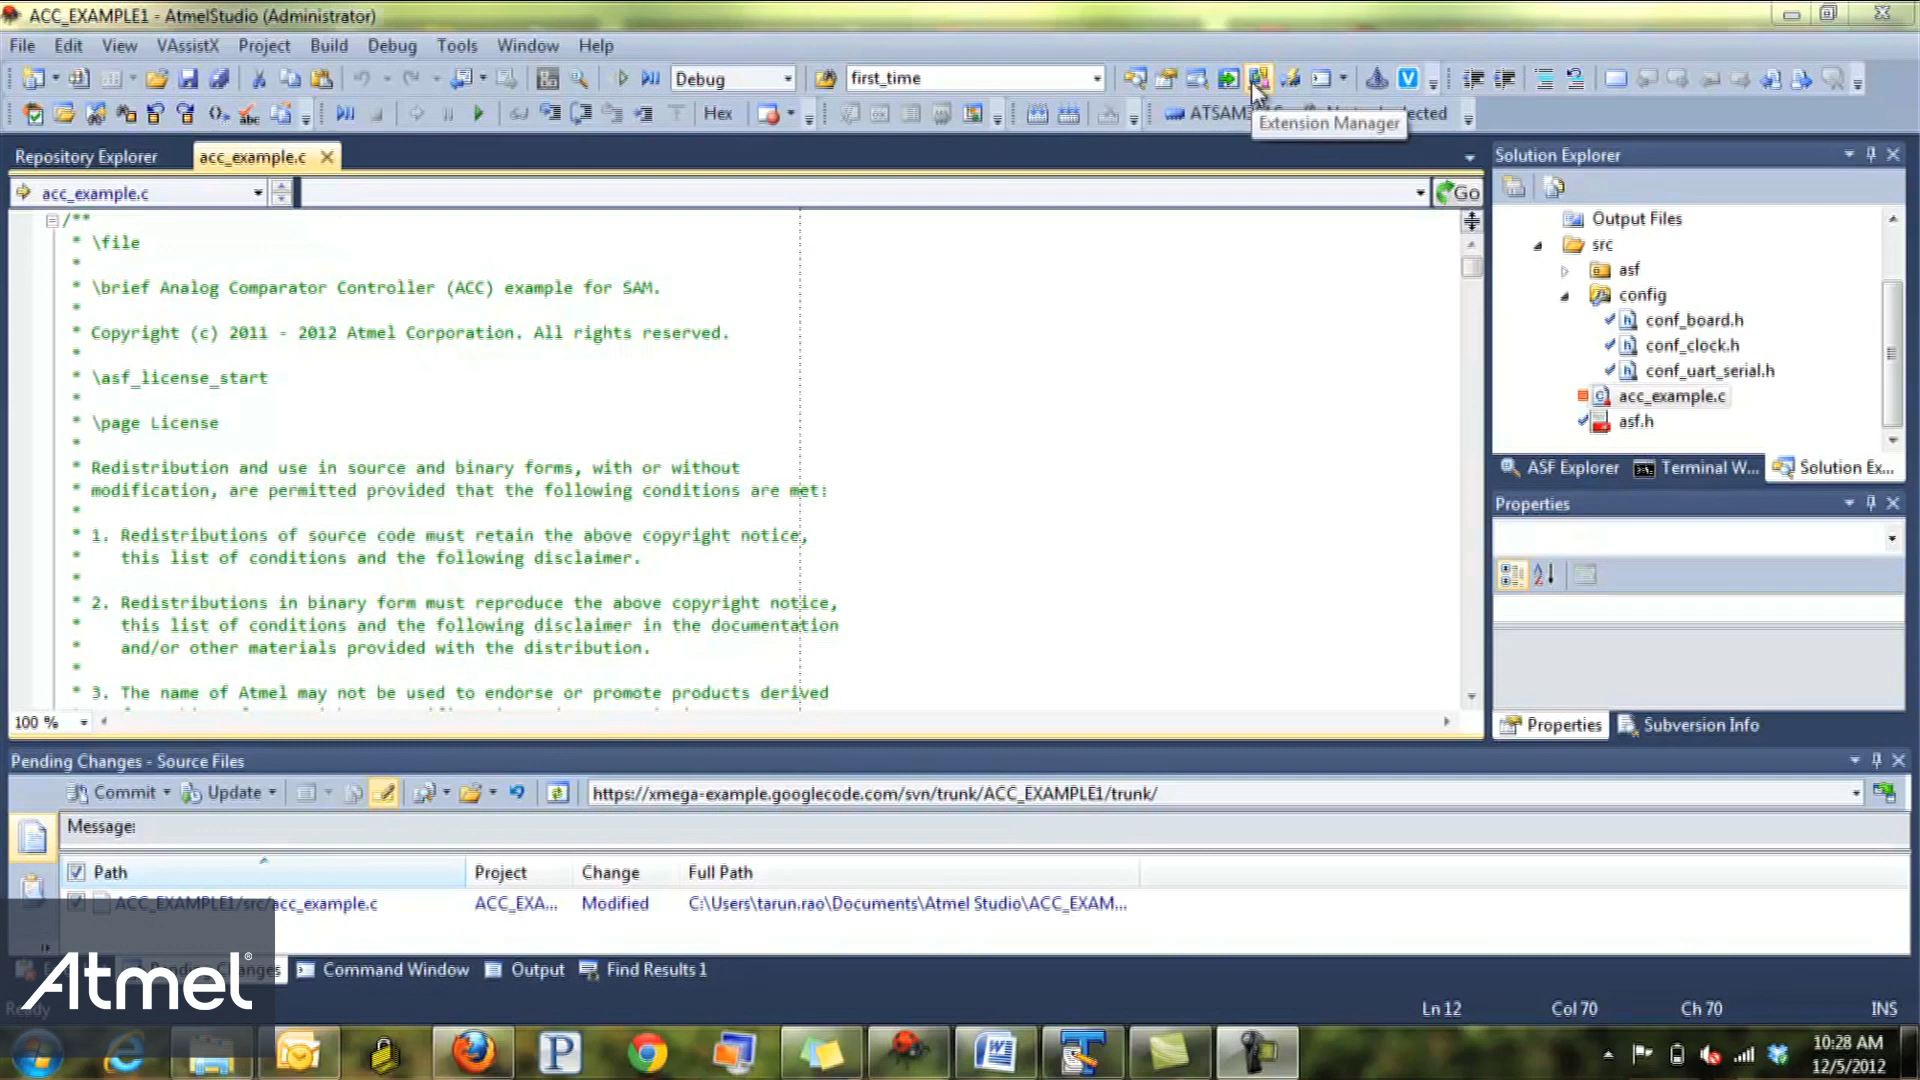 ACC_EXAMPLE1 - AtmelStudio (Administrator)
File Edit View VAssistX Project Build Debug Tools Window Help
Debug first_time
Hex ATSAM
Extension Manager
Repository Explorer acc_example.c
acc_example.c Go
/**
* \file
*
* \brief Analog Comparator Controller (ACC) example for SAM.
*
* Copyright (c) 2011 - 2012 Atmel Corporation. All rights reserved.
*
* \asf_license_start
*
* \page License
*
* Redistribution and use in source and binary forms, with or without
* modification, are permitted provided that the following conditions are met:
*
* 1. Redistributions of source code must retain the above copyright notice,
* this list of conditions and the following disclaimer.
*
* 2. Redistributions in binary form must reproduce the above copyright notice,
* this list of conditions and the following disclaimer in the documentation
* and/or other materials provided with the distribution.
*
* 3. The name of Atmel may not be used to endorse or promote products derived
100 %
Solution Explorer
Output Files
src
asf
config
conf_board.h
conf_clock.h
conf_uart_serial.h
acc_example.c
asf.h
ASF Explorer Terminal W... Solution Ex...
Properties
Properties Subversion Info
Pending Changes - Source Files
Commit Update https://xmega-example.googlecode.com/svn/trunk/ACC_EXAMPLE1/trunk/
Message:
Path Project Change Full Path
ACC_EXAMPLE1/src/acc_example.c ACC_EXA... Modified C:\Users\tarun.rao\Documents\Atmel Studio\ACC_EXAM...
Pending Changes Command Window Output Find Results 1
Atmel®
Ready Ln 12 Col 70 Ch 70 INS
10:28 AM
12/5/2012